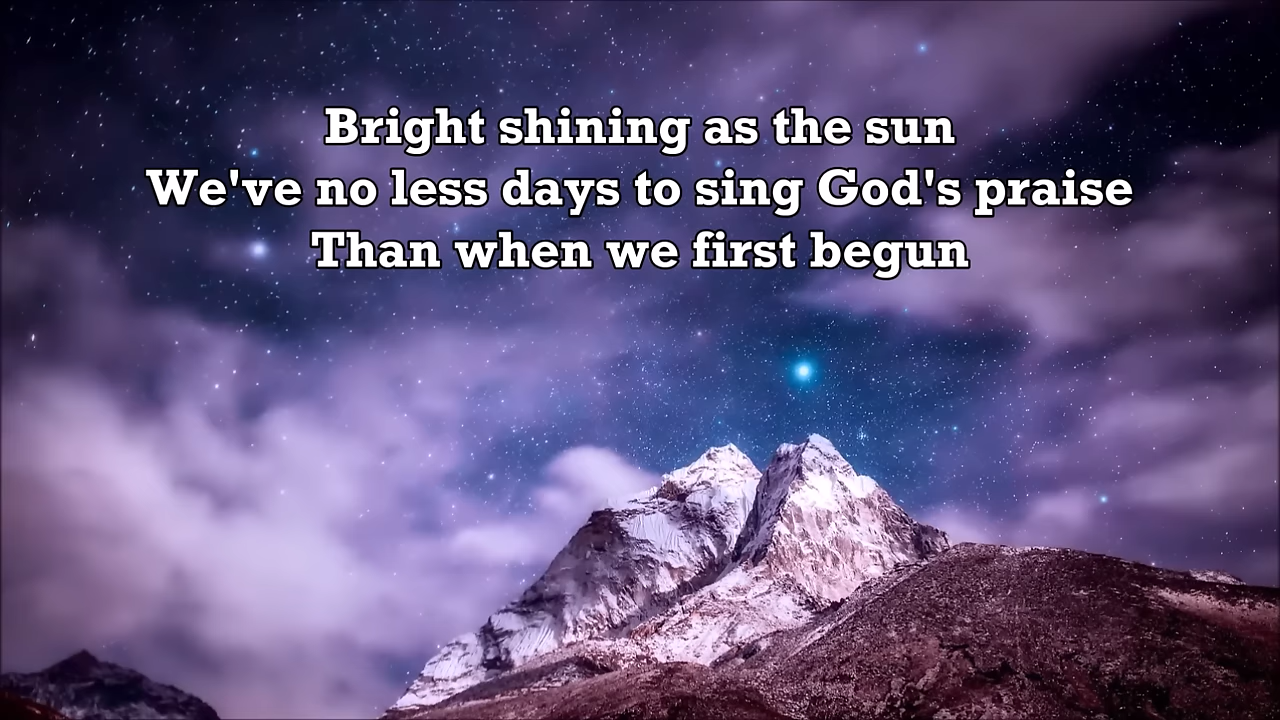 Bright shining as the sun
We've no less days to sing God's praise
Than when we first begun